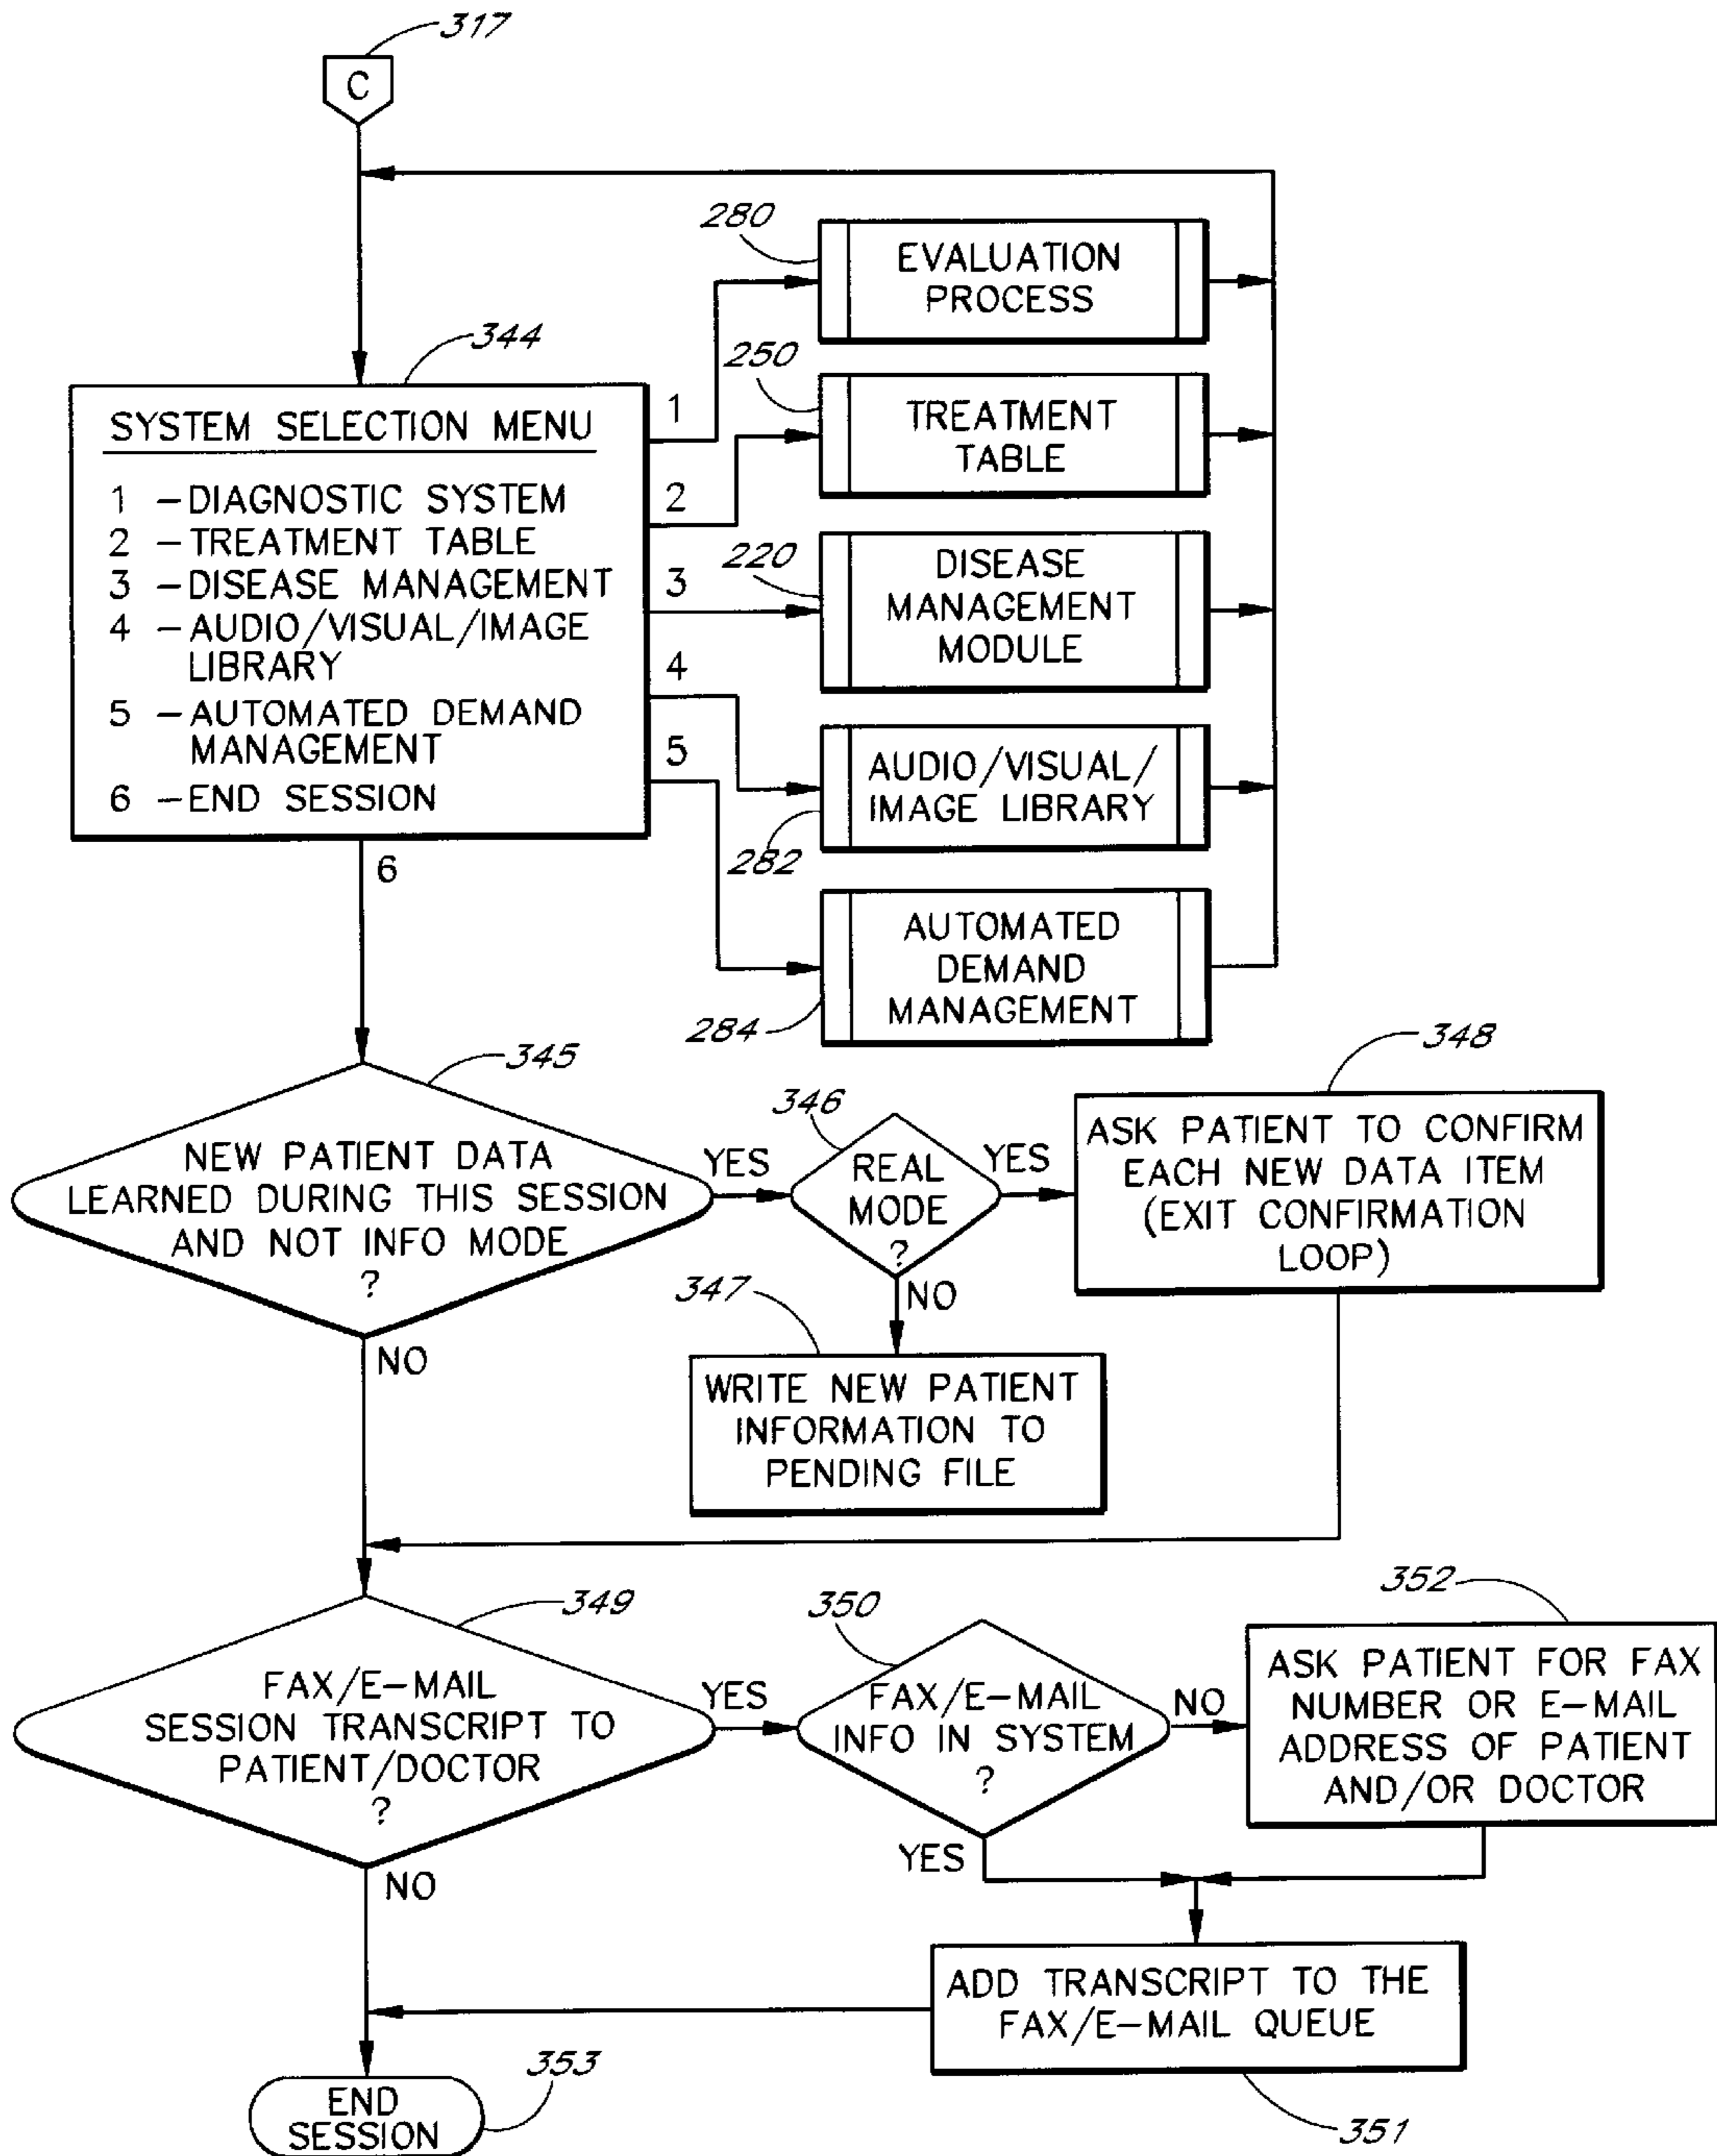 317
C
280
EVALUATION
PROCESS
344
250
SYSTEM SELECTION MENU
1
TREATMENT
TABLE
1 –DIAGNOSTIC SYSTEM
2
2 –TREATMENT TABLE
3 –DISEASE MANAGEMENT
3
220
DISEASE
MANAGEMENT
MODULE
4 –AUDIO/VISUAL/IMAGE
LIBRARY
4
5 –AUTOMATED DEMAND
MANAGEMENT
5
AUDIO/VISUAL/
IMAGE LIBRARY
6 –END SESSION
282
6
AUTOMATED
DEMAND
MANAGEMENT
284
345
NEW PATIENT DATA
LEARNED DURING THIS SESSION
AND NOT INFO MODE
?
YES
346
REAL
MODE
?
YES
348
ASK PATIENT TO CONFIRM
EACH NEW DATA ITEM
(EXIT CONFIRMATION
LOOP)
NO
347
NO
WRITE NEW PATIENT
INFORMATION TO
PENDING FILE
349
FAX/E–MAIL
SESSION TRANSCRIPT TO
PATIENT/DOCTOR
?
YES
350
FAX/E–MAIL
INFO IN SYSTEM
?
NO
352
ASK PATIENT FOR FAX
NUMBER OR E–MAIL
ADDRESS OF PATIENT
AND/OR DOCTOR
YES
NO
ADD TRANSCRIPT TO THE
FAX/E–MAIL QUEUE
351
353
END
SESSION